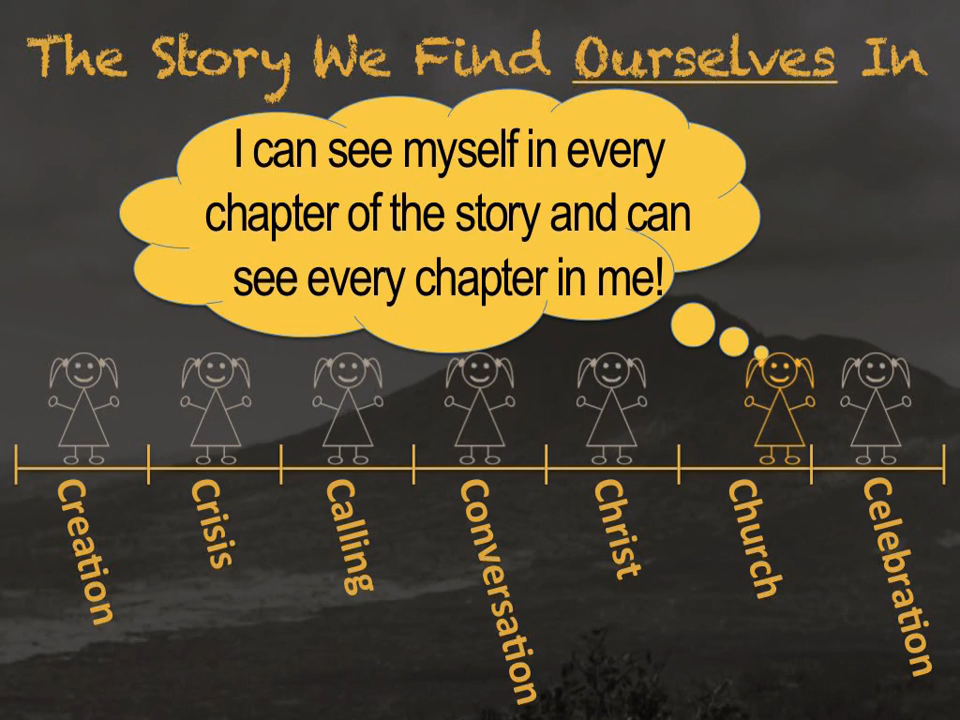 The Story We Find Ourselves In
I can see myself in every
chapter of the story and can
see every chapter in me!
Creation
Crisis
Calling
Conversation
Christ
Church
Celebration